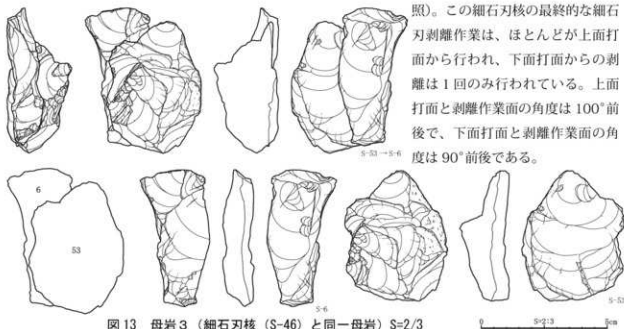 照）。この細石刃核の最終的な細石
刃剥離作業は、ほとんどが上面打
面から行われ、下面打面からの剥
離は1回のみ行われている。上面
打面と剥離作業面の角度は100°前
後で、下面打面と剥離作業面の角
度は90°前後である。
S-53→S-6
6
53
S-6
S-53
図13 母岩3（細石刃核（S-46）と同一母岩）S=2/3
0 S=2:3 5cm